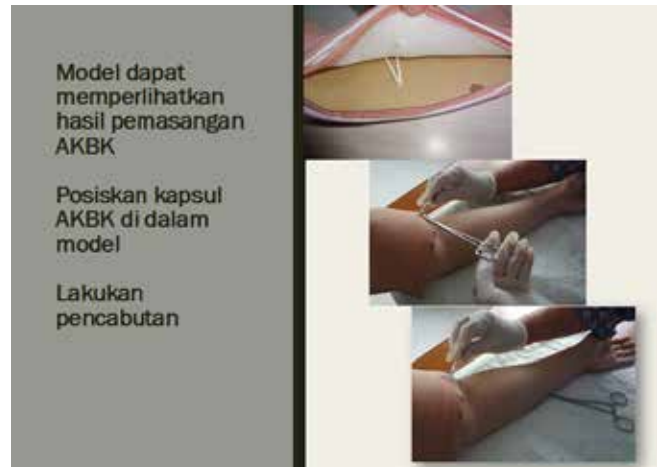 Model dapat
memperlihatkan
hasil pemasangan
AKBK
Posiskan kapsul
AKBK di dalam
model
Lakukan
pencabutan